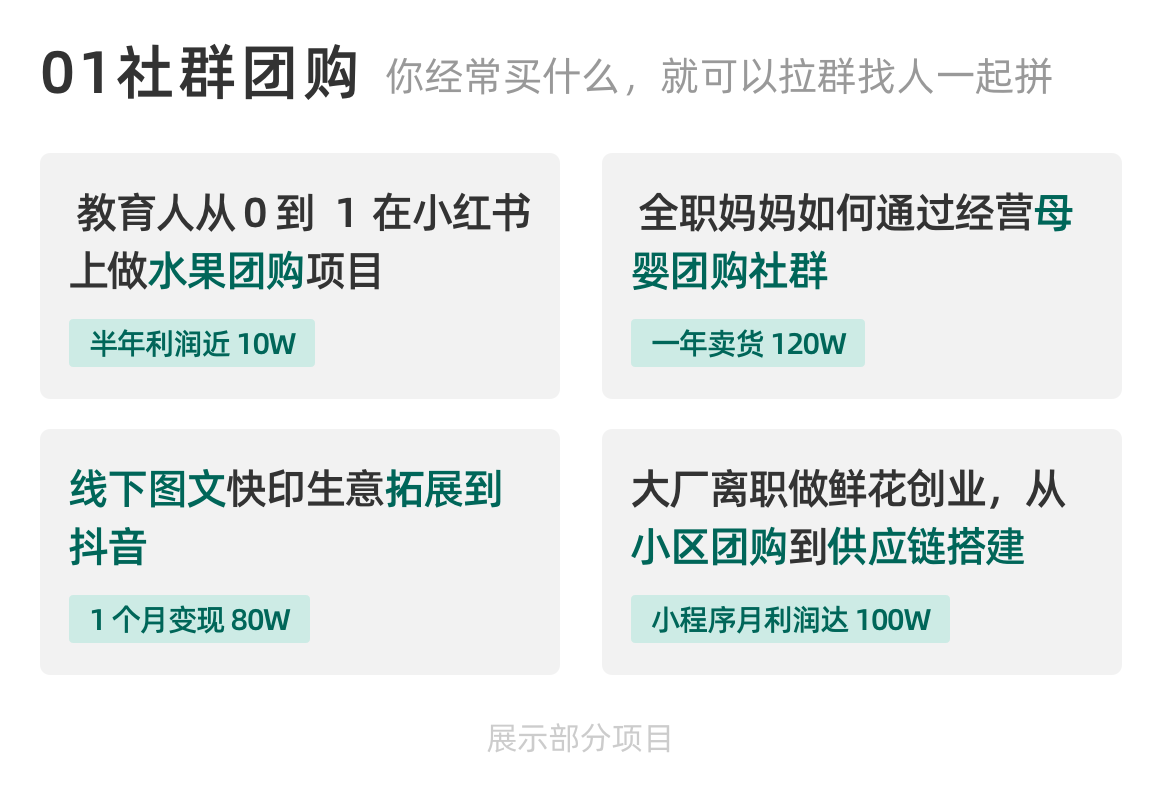 01社群团购 你经常买什么，就可以拉群找人一起拼
教育人从 0 到 1 在小红书
上做水果团购项目
半年利润近 10W
全职妈妈如何通过经营母
婴团购社群
一年卖货 120W
线下图文快印生意拓展到
抖音
1 个月变现 80W
大厂离职做鲜花创业，从
小区团购到供应链搭建
小程序月利润达 100W
展示部分项目